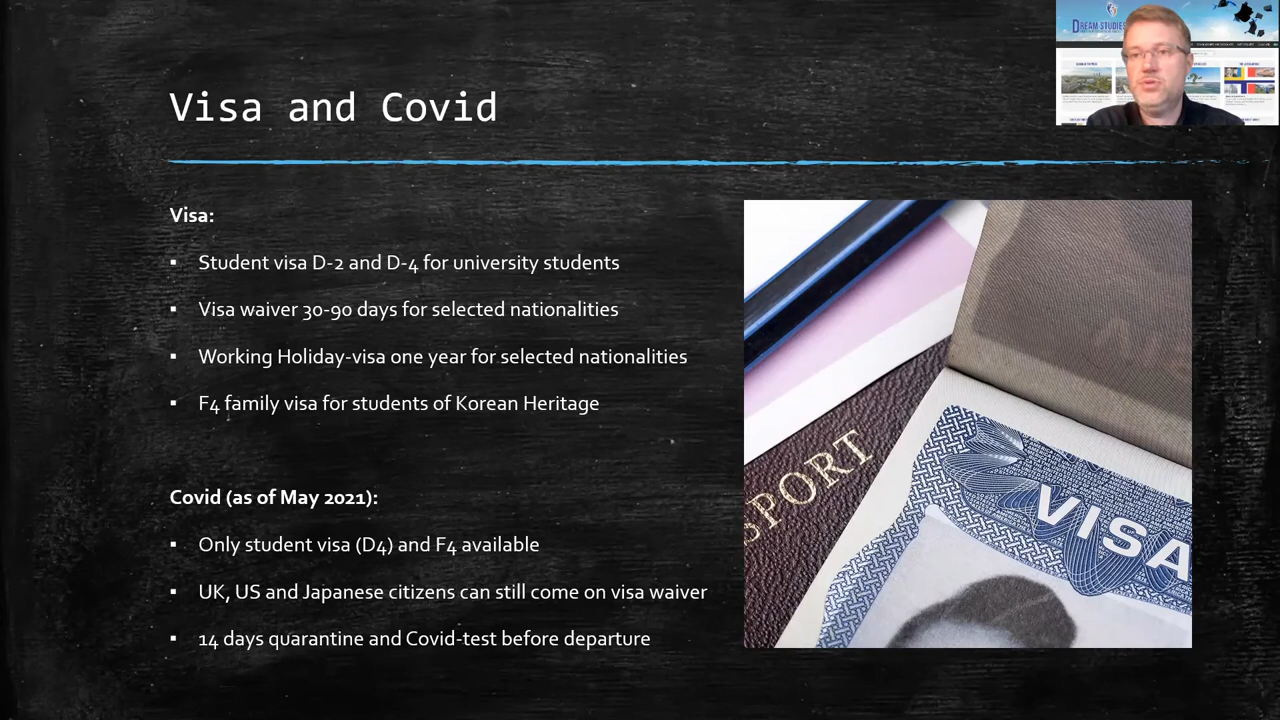 DREAM STUDIES
Visa and Covid
Visa:
▪ Student visa D-2 and D-4 for university students
▪ Visa waiver 30-90 days for selected nationalities
▪ Working Holiday-visa one year for selected nationalities
▪ F4 family visa for students of Korean Heritage
SPORT
VISA
Covid (as of May 2021):
▪ Only student visa (D4) and F4 available
▪ UK, US and Japanese citizens can still come on visa waiver
▪ 14 days quarantine and Covid-test before departure